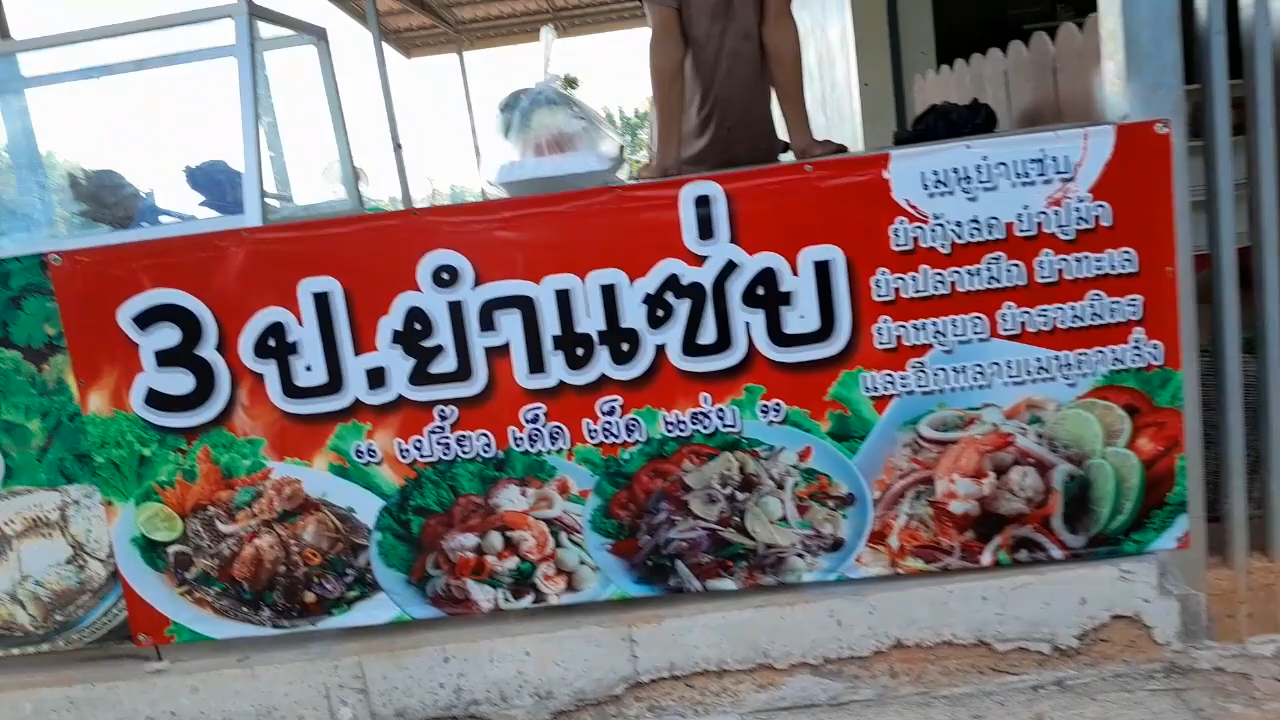 3 ป.ยำแซ่บ
“ เปรี้ยว เด็ด เผ็ด แซ่บ ”
เมนูยำแซ่บ
ยำกุ้งสด ยำปูม้า
ยำปลาหมึก ยำทะเล
ยำหมูยอ ยำรวมมิตร
และอีกหลายเมนูตามสั่ง